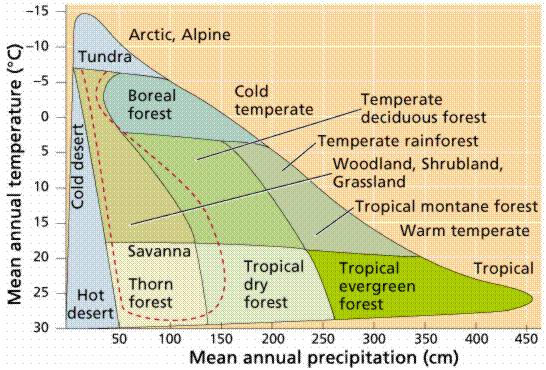 −15
−10
−5
0
5
10
15
20
25
30
Mean annual temperature (°C)
Arctic, Alpine
Tundra
Boreal
forest
Cold
temperate
Temperate
deciduous forest
Temperate rainforest
Woodland, Shrubland,
Grassland
Tropical montane forest
Warm temperate
Cold desert
Savanna
Thorn
forest
Tropical
dry
forest
Tropical
evergreen
forest
Tropical
Hot
desert
50
100
150
200
250
300
350
400
450
Mean annual precipitation (cm)